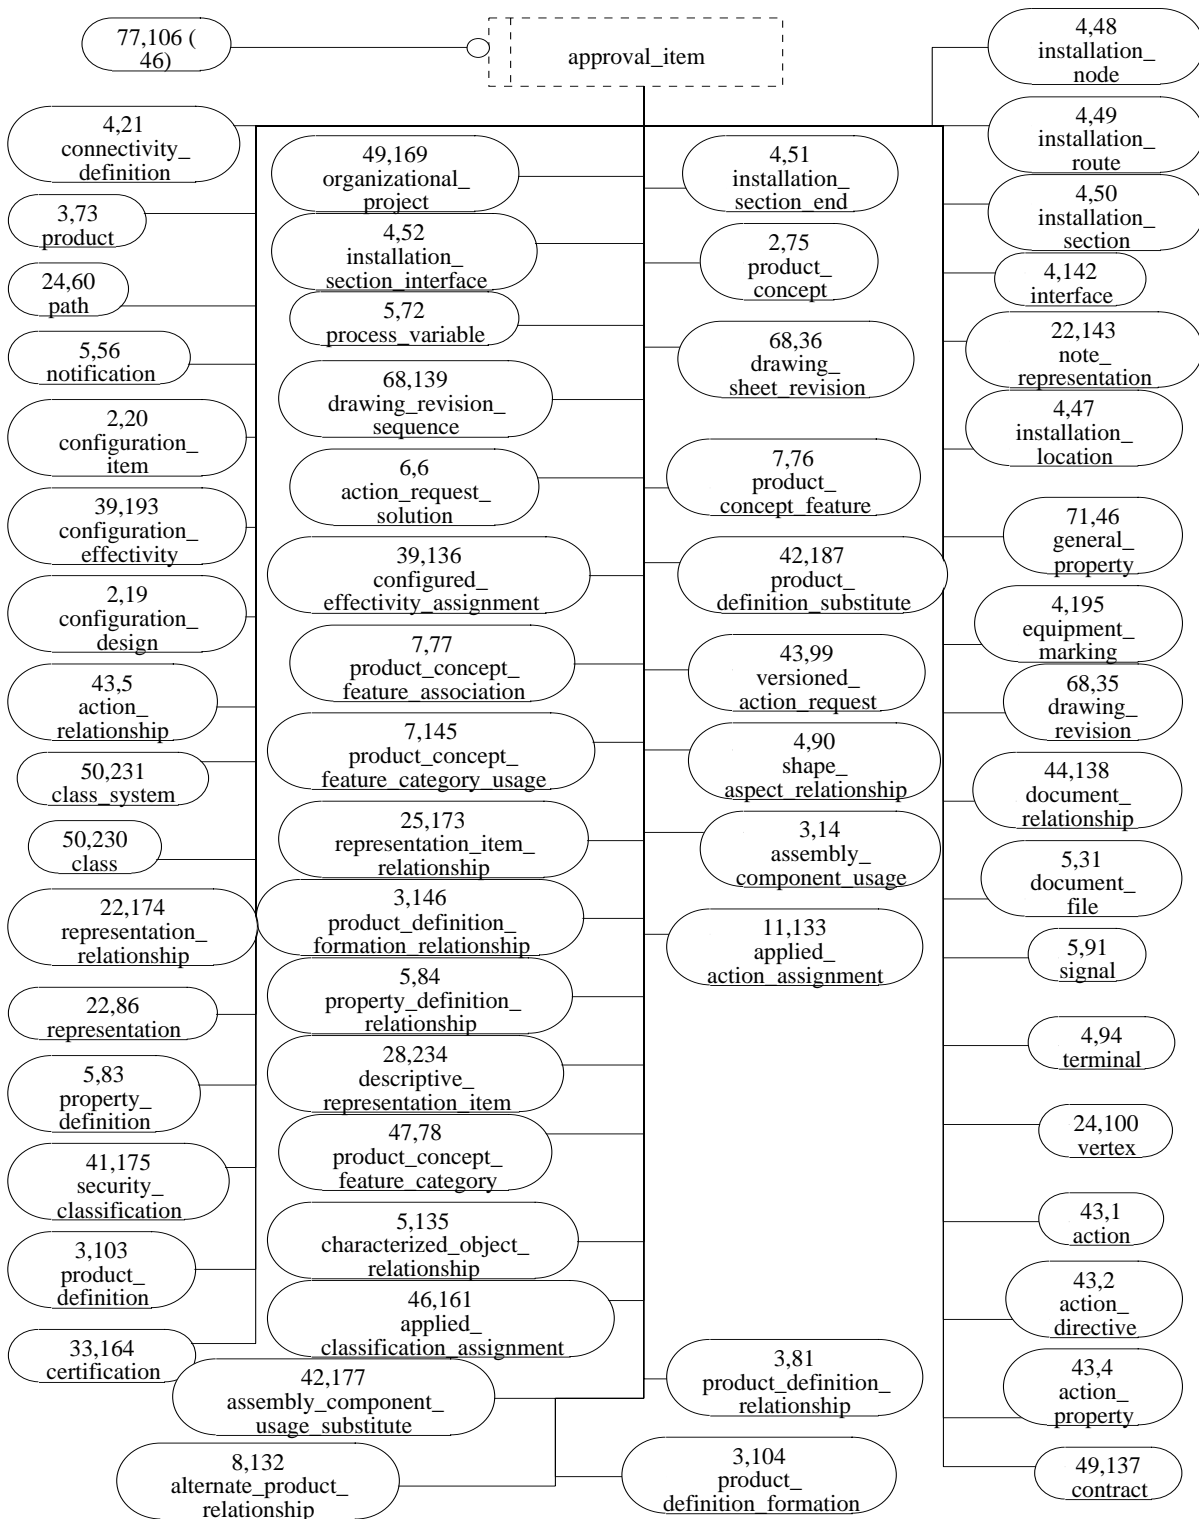 77,106 (
46)
approval_item
4,48
installation_
node
4,21
connectivity_
definition
3,73
product
24,60
path
5,56
notification
2,20
configuration_
item
39,193
configuration_
effectivity
2,19
configuration_
design
43,5
action_
relationship
50,231
class_system
50,230
class
22,174
representation_
relationship
22,86
representation
5,83
property_
definition
41,175
security_
classification
3,103
product_
definition
33,164
certification
49,169
organizational_
project
4,52
installation_
section_interface
5,72
process_variable
68,139
drawing_revision_
sequence
6,6
action_request_
solution
39,136
configured_
effectivity_assignment
7,77
product_concept_
feature_association
7,145
product_concept_
feature_category_usage
25,173
representation_item_
relationship
3,146
product_definition_
formation_relationship
5,84
property_definition_
relationship
28,234
descriptive_
representation_item
47,78
product_concept_
feature_category
5,135
characterized_object_
relationship
46,161
applied_
classification_assignment
42,177
assembly_component_
usage_substitute
8,132
alternate_product_
relationship
4,51
installation_
section_end
2,75
product_
concept
68,36
drawing_
sheet_revision
7,76
product_
concept_feature
42,187
product_
definition_substitute
43,99
versioned_
action_request
4,90
shape_
aspect_relationship
3,14
assembly_
component_usage
11,133
applied_
action_assignment
3,81
product_definition_
relationship
3,104
product_
definition_formation
4,49
installation_
route
4,50
installation_
section
4,142
interface
22,143
note_
representation
4,47
installation_
location
71,46
general_
property
4,195
equipment_
marking
68,35
drawing_
revision
44,138
document_
relationship
5,31
document_
file
5,91
signal
4,94
terminal
24,100
vertex
43,1
action
43,2
action_
directive
43,4
action_
property
49,137
contract